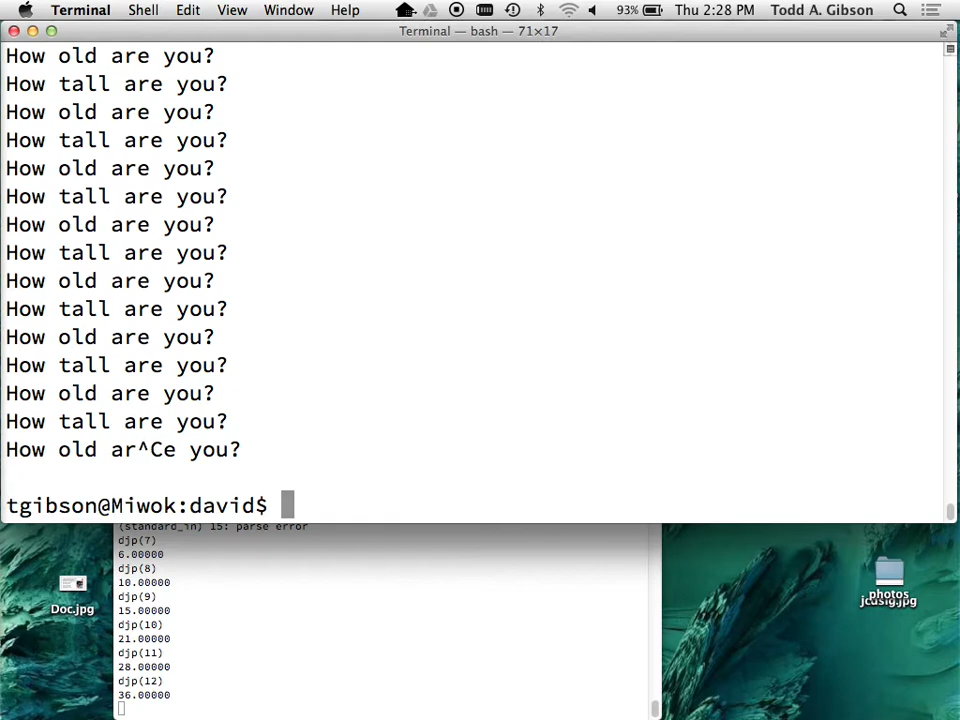 Terminal Shell Edit View Window Help 93% Thu 2:28 PM Todd A. Gibson
Terminal — bash — 71×17
How old are you?
How tall are you?
How old are you?
How tall are you?
How old are you?
How tall are you?
How old are you?
How tall are you?
How old are you?
How tall are you?
How old are you?
How tall are you?
How old are you?
How tall are you?
How old ar^Ce you?
tgibson@Miwok:david$
(standard_in) 15: parse error
djp(7)
6.00000
djp(8)
10.00000
djp(9)
15.00000
djp(10)
21.00000
djp(11)
28.00000
djp(12)
36.00000
Doc.jpg
photos
jcusig.jpg